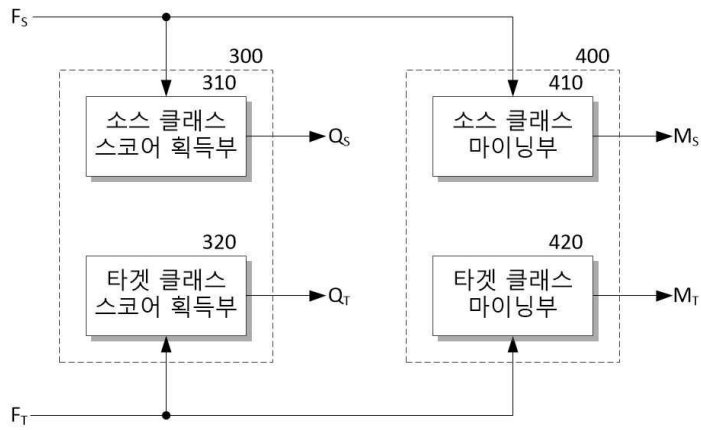 F_S
300
400
310
410
소스 클래스
스코어 획득부
Q_S
소스 클래스
마이닝부
M_S
320
420
타겟 클래스
스코어 획득부
Q_T
타겟 클래스
마이닝부
M_T
F_T